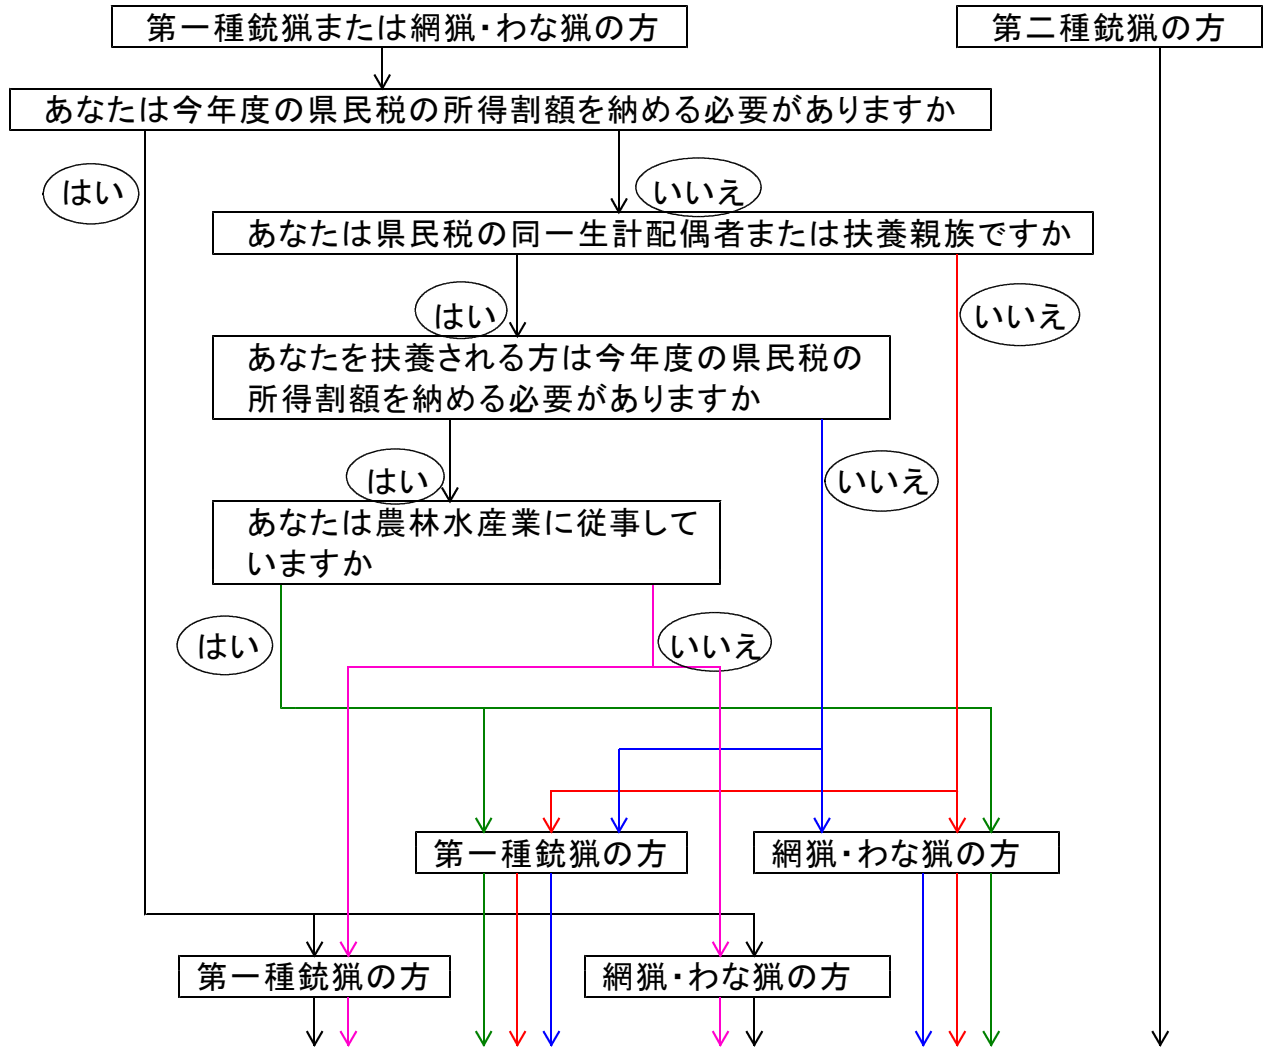 第一種銃猟または網猟・わな猟の方
第二種銃猟の方
あなたは今年度の県民税の所得割額を納める必要がありますか
はい
いいえ
あなたは県民税の同一生計配偶者または扶養親族ですか
はい
いいえ
あなたを扶養される方は今年度の県民税の
所得割額を納める必要がありますか
はい
いいえ
あなたは農林水産業に従事して
いますか
はい
いいえ
第一種銃猟の方
網猟・わな猟の方
第一種銃猟の方
網猟・わな猟の方